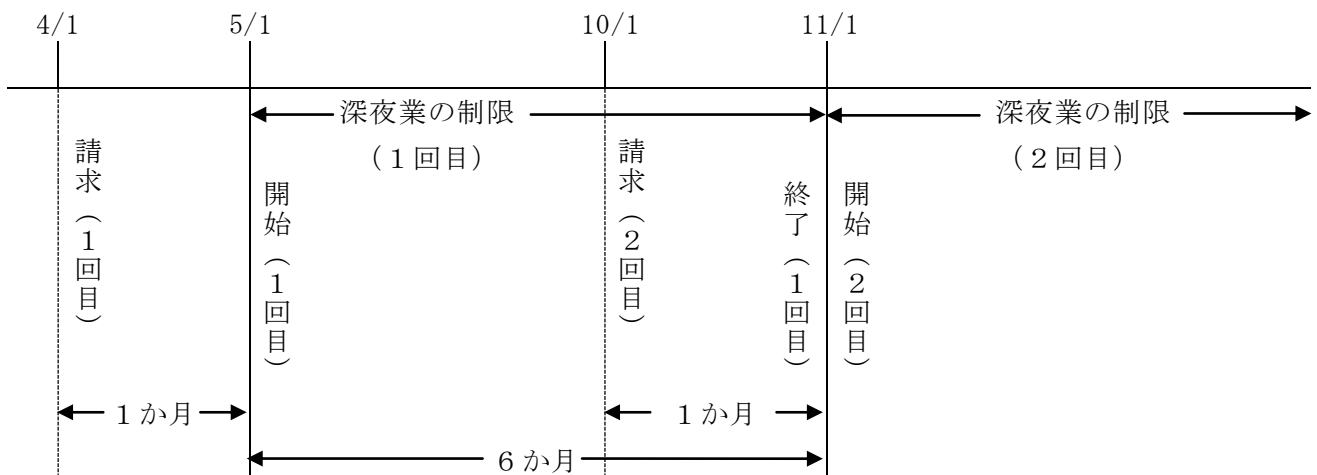 4/1
5/1
10/1
11/1
深夜業の制限
(1回目)
深夜業の制限
(2回目)
請求(1回目)
開始(1回目)
請求(2回目)
終了(1回目)
開始(2回目)
1か月
1か月
6か月